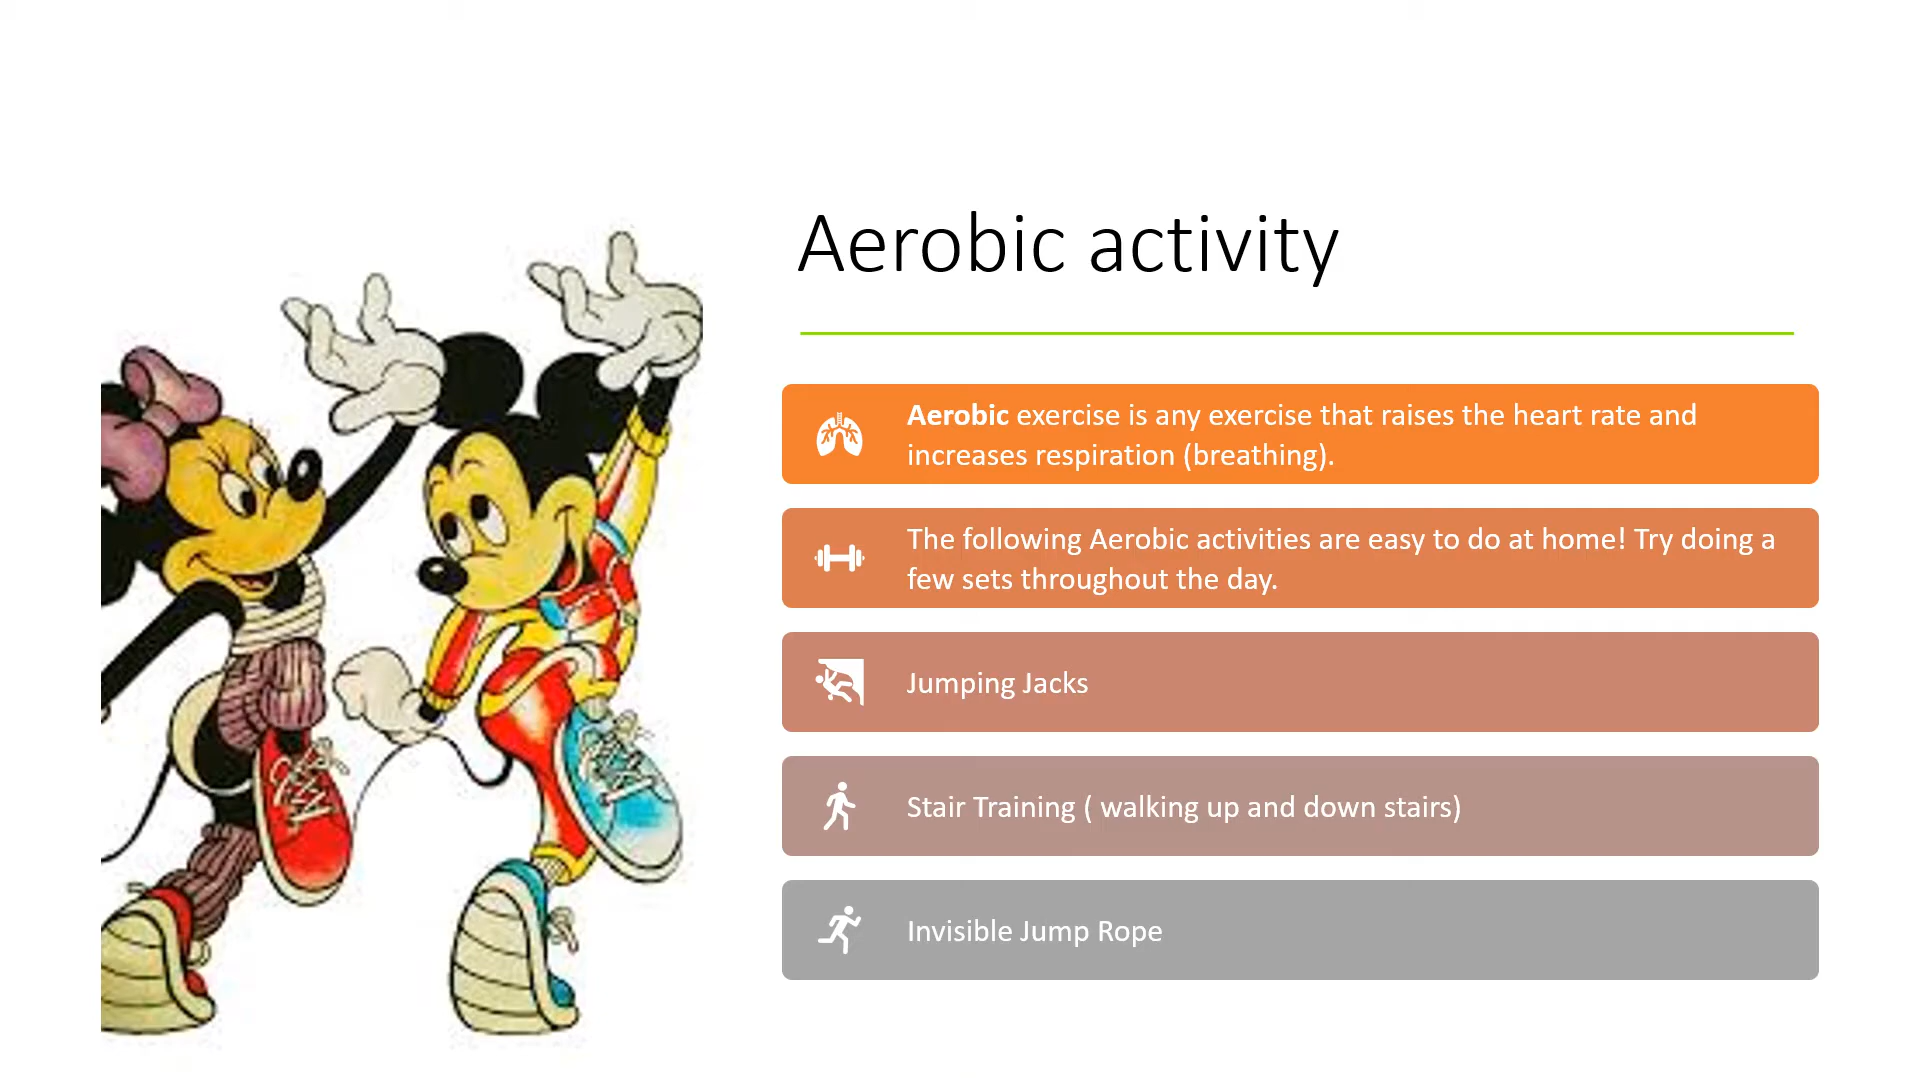 Aerobic activity
Aerobic exercise is any exercise that raises the heart rate and
increases respiration (breathing).
The following Aerobic activities are easy to do at home! Try doing a
few sets throughout the day.
Jumping Jacks
Stair Training ( walking up and down stairs)
Invisible Jump Rope